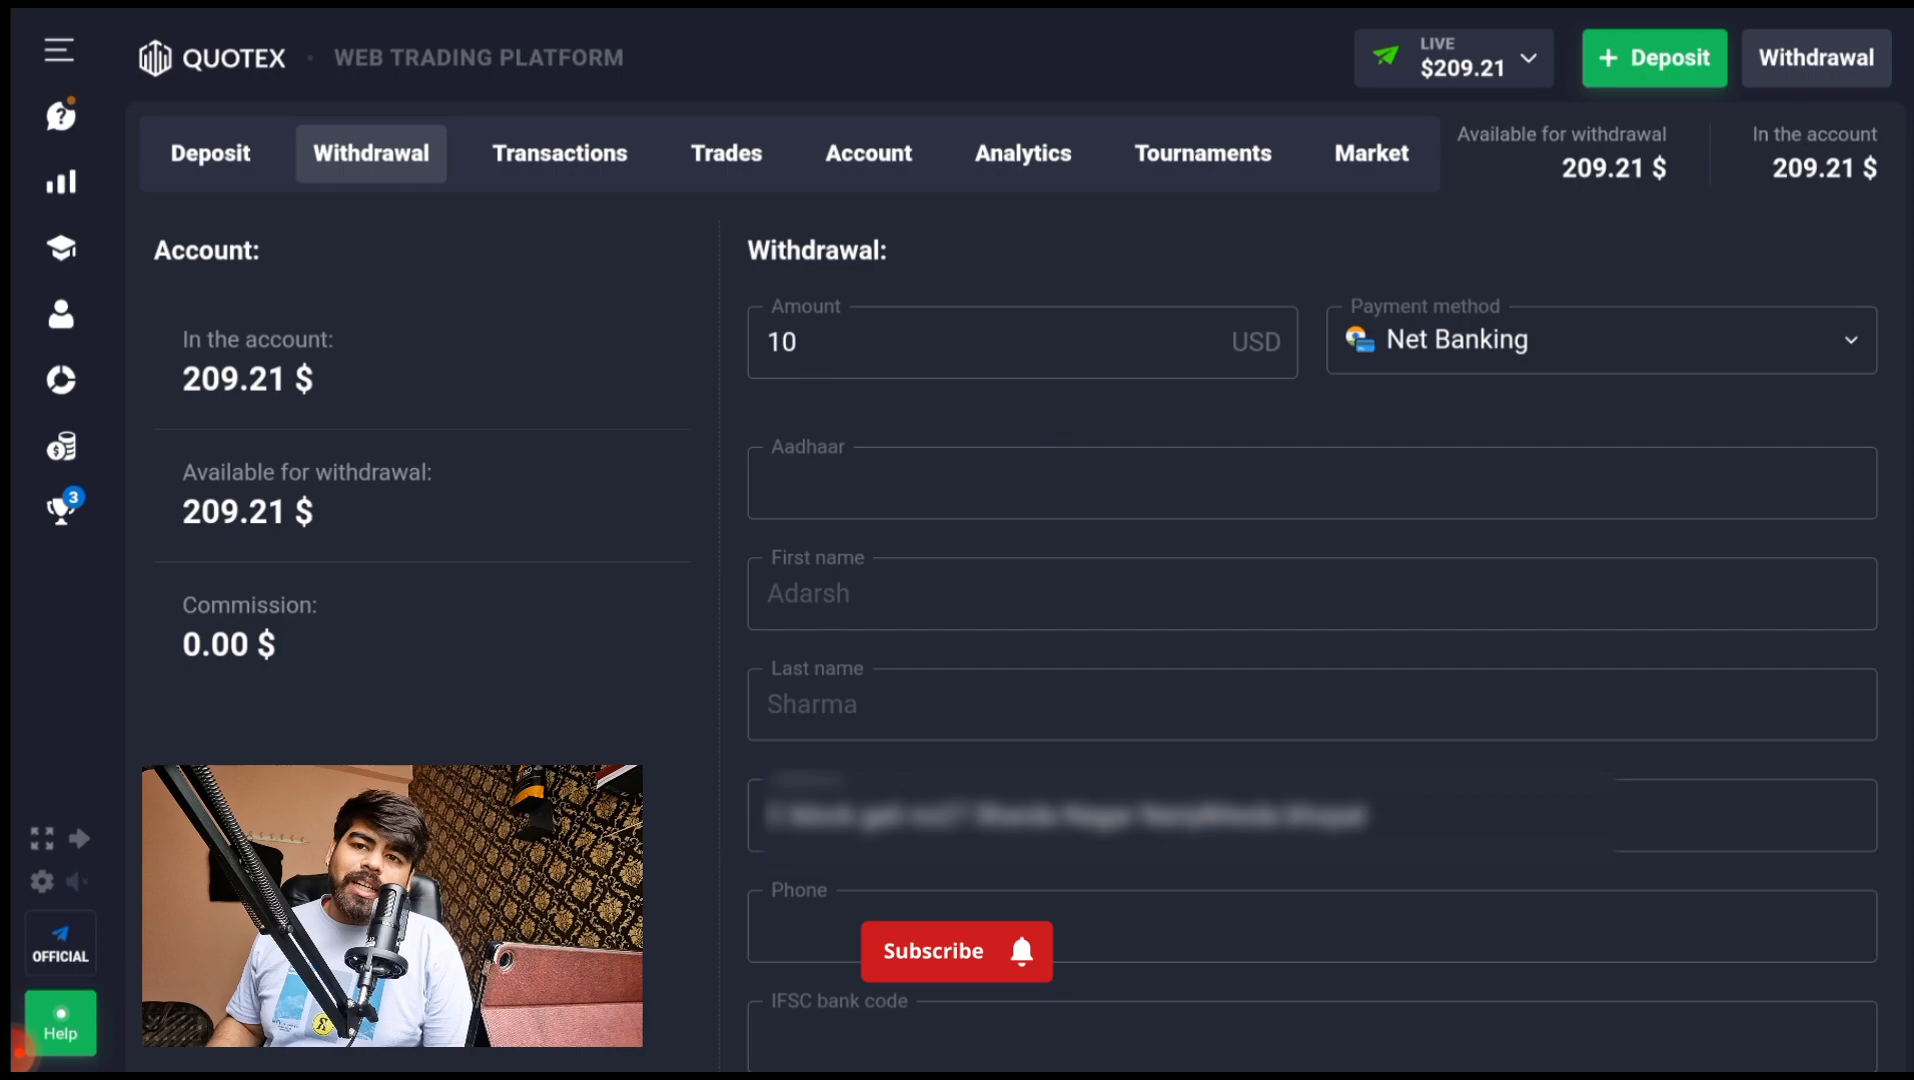 QUOTEX
WEB TRADING PLATFORM
LIVE
$209.21
+ Deposit
Withdrawal
Deposit
Withdrawal
Transactions
Trades
Account
Analytics
Tournaments
Market
Available for withdrawal
209.21 $
In the account
209.21 $
Account:
In the account:
209.21 $
Available for withdrawal:
209.21 $
Commission:
0.00 $
Withdrawal:
Amount
10
USD
Payment method
Net Banking
Aadhaar
First name
Adarsh
Last name
Sharma
Phone
Subscribe
IFSC bank code
3
OFFICIAL
Help